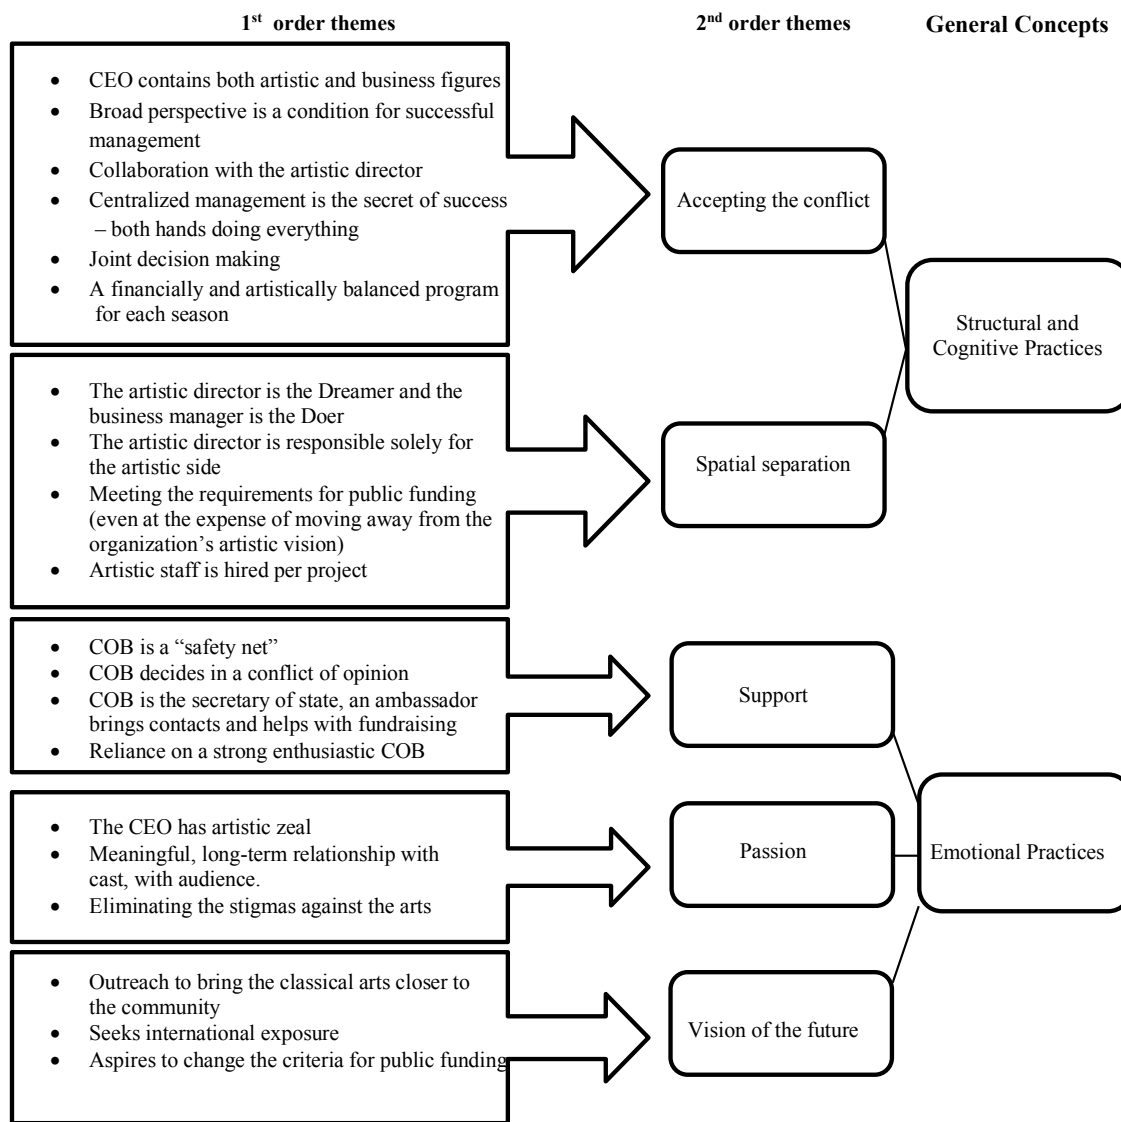 1st order themes
2nd order themes
General Concepts
• CEO contains both artistic and business figures
• Broad perspective is a condition for successful
management
• Collaboration with the artistic director
• Centralized management is the secret of success
– both hands doing everything
• Joint decision making
• A financially and artistically balanced program
for each season
Accepting the conflict
Structural and
Cognitive Practices
• The artistic director is the Dreamer and the
business manager is the Doer
• The artistic director is responsible solely for
the artistic side
• Meeting the requirements for public funding
(even at the expense of moving away from the
organization’s artistic vision)
• Artistic staff is hired per project
Spatial separation
• COB is a “safety net”
• COB decides in a conflict of opinion
• COB is the secretary of state, an ambassador
brings contacts and helps with fundraising
• Reliance on a strong enthusiastic COB
Support
• The CEO has artistic zeal
• Meaningful, long-term relationship with
cast, with audience.
• Eliminating the stigmas against the arts
Passion
Emotional Practices
• Outreach to bring the classical arts closer to
the community
• Seeks international exposure
• Aspires to change the criteria for public funding
Vision of the future